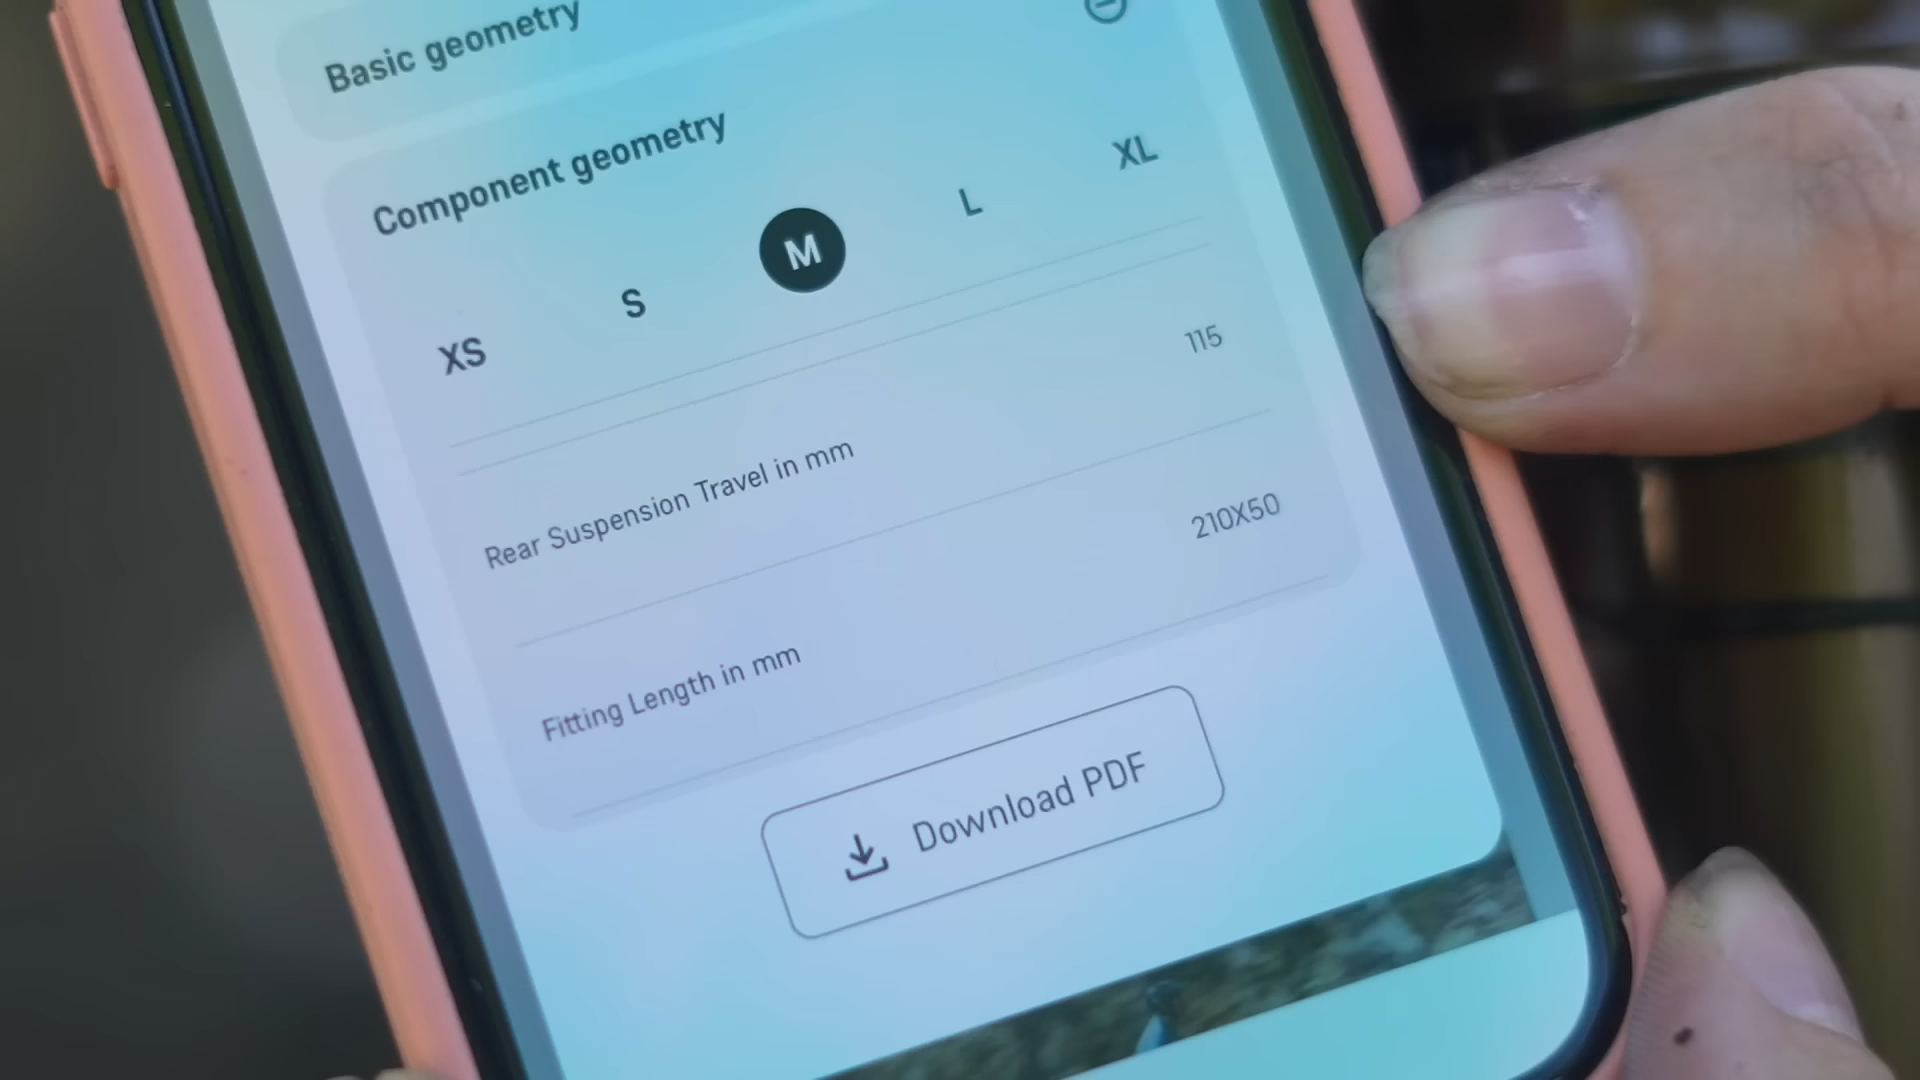 Basic geometry
Component geometry
XS S M L XL
Rear Suspension Travel in mm 115
Fitting Length in mm 210X50
Download PDF